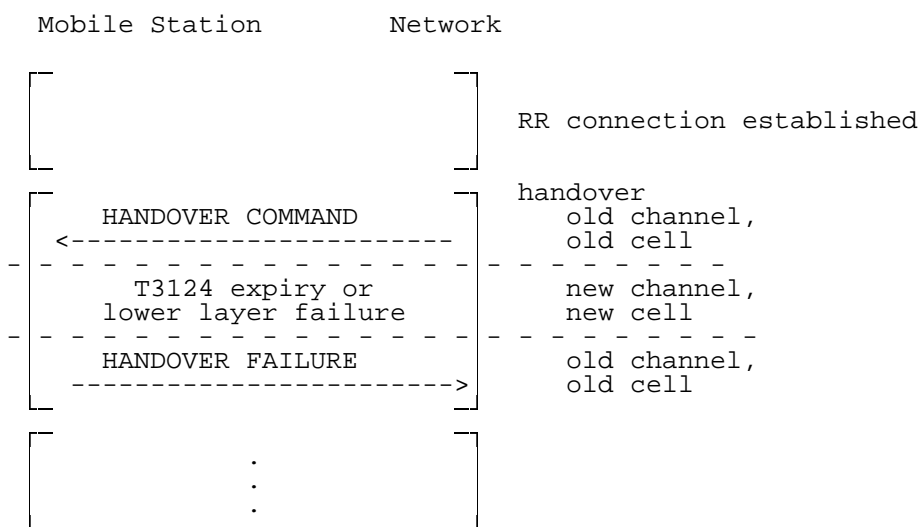 Mobile Station Network
RR connection established
handover
HANDOVER COMMAND old channel,
<------------------------ old cell
- - - - - - - - - - - - - - - - - - - - - - -
T3124 expiry or new channel,
lower layer failure new cell
- - - - - - - - - - - - - - - - - - - - - - - -
HANDOVER FAILURE old channel,
------------------------> old cell
.
.
.